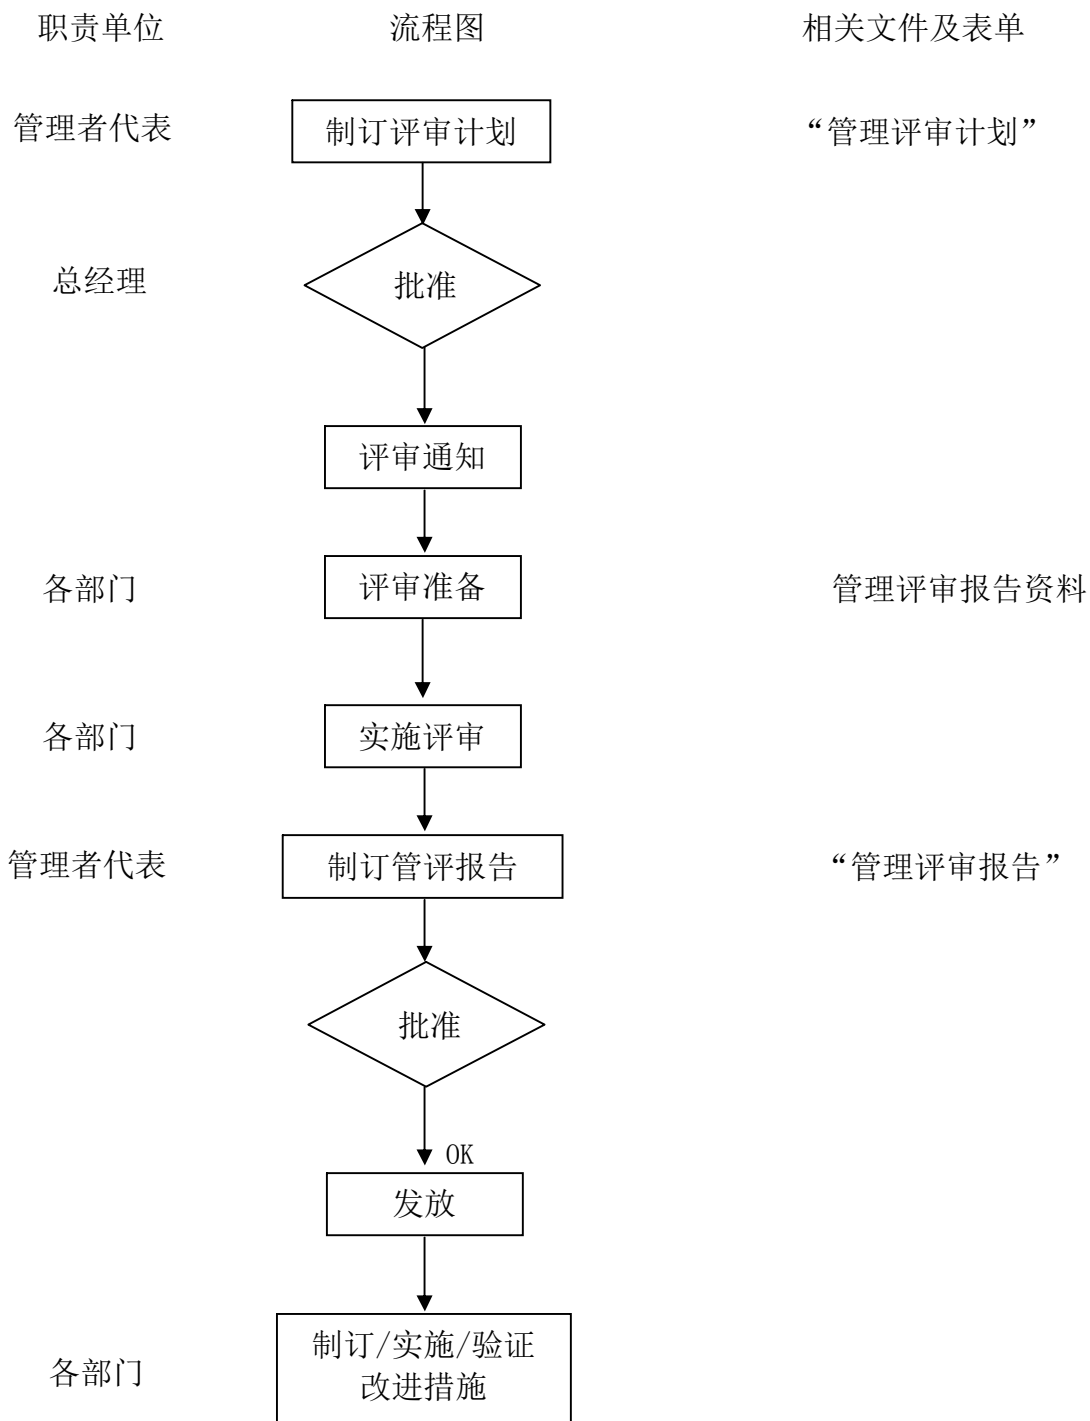 职责单位 流程图 相关文件及表单
管理者代表 制订评审计划 “管理评审计划”
总经理 批准
评审通知
各部门 评审准备 管理评审报告资料
各部门 实施评审
管理者代表 制订管评报告 “管理评审报告”
批准
OK
发放
制订/实施/验证
各部门 改进措施